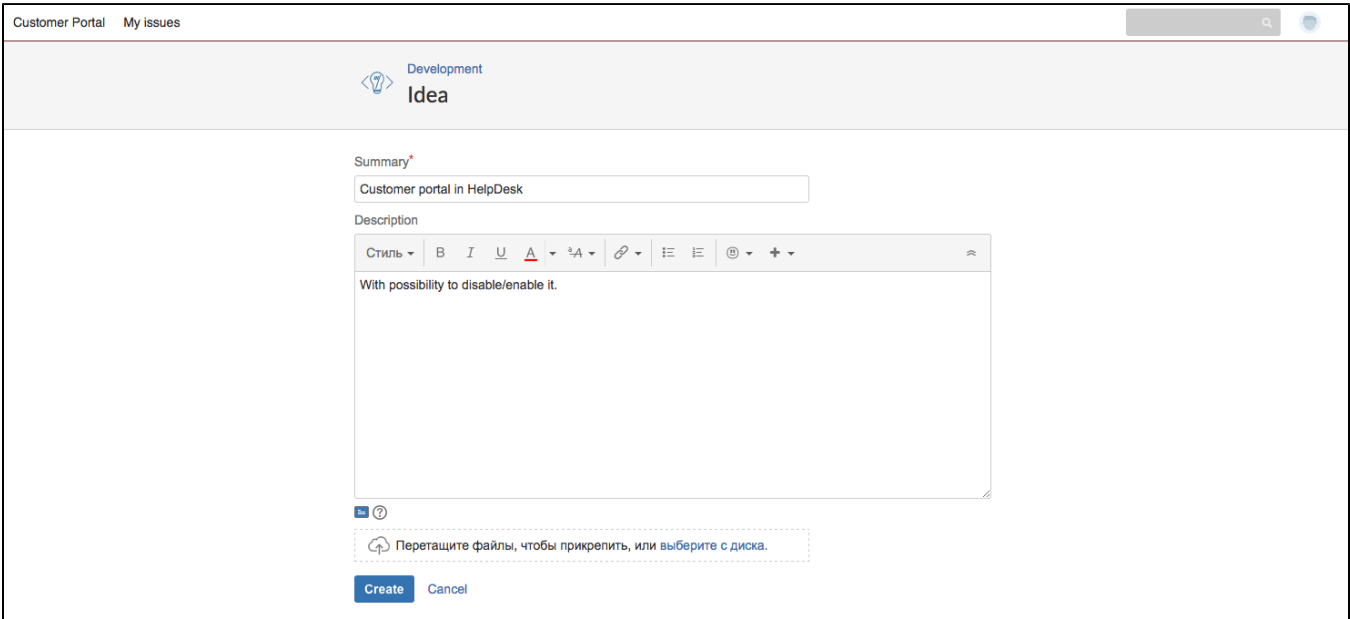 Customer Portal My issues
Development
Idea
Summary*
Customer portal in HelpDesk
Description
Стиль B I U A ªA
With possibility to disable/enable it.
Перетащите файлы, чтобы прикрепить, или выберите с диска.
Create Cancel